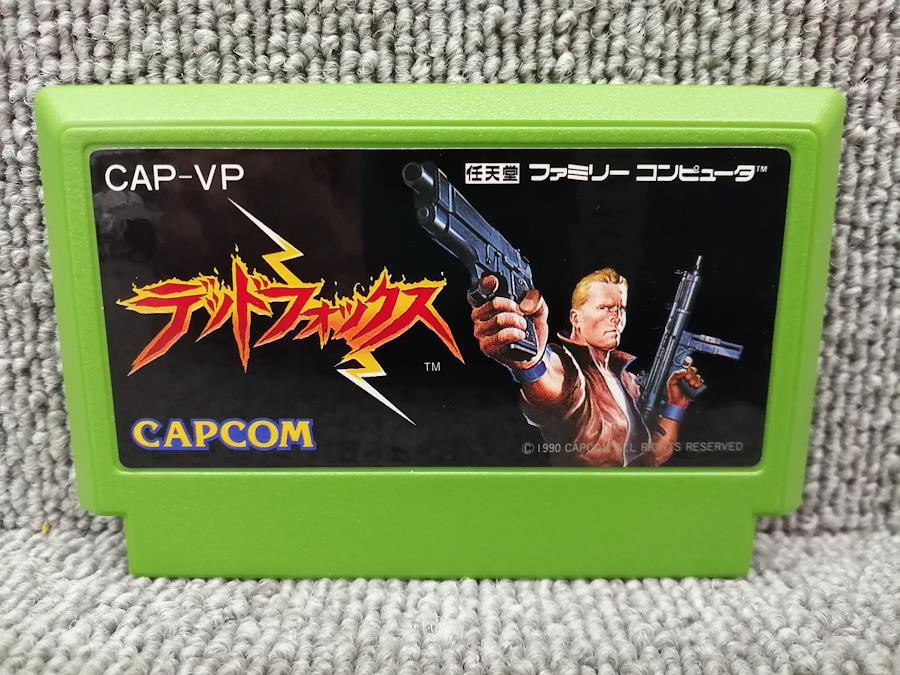 CAP-VP
任天堂 ファミリー コンピュータ™
デッドフォックス
TM
CAPCOM
© 1990 CAPCOM ALL RIGHTS RESERVED